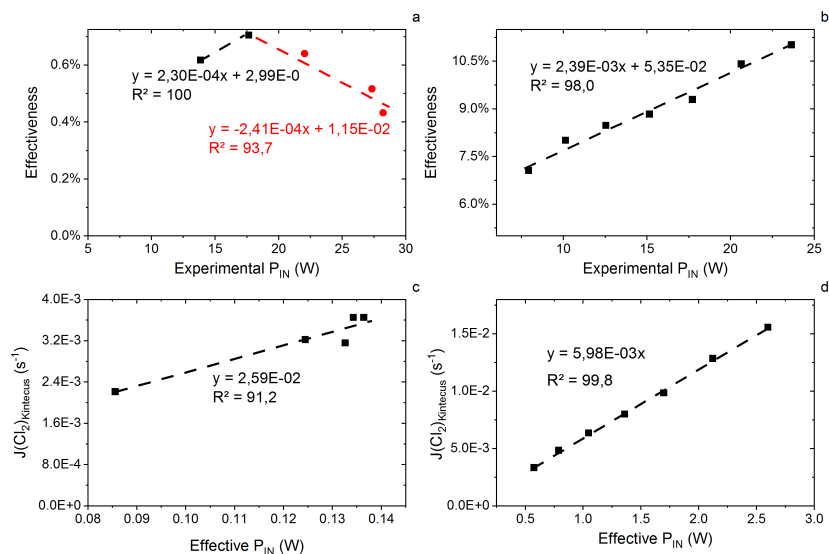 a
0.6%
0.4%
0.2%
0.0%
5
10
15
20
25
30
Effectiveness
Experimental P_IN (W)
y = 2,30E-04x + 2,99E-0
R² = 100
y = -2,41E-04x + 1,15E-02
R² = 93,7
b
10.5%
9.0%
7.5%
6.0%
10
15
20
25
Effectiveness
Experimental P_IN (W)
y = 2,39E-03x + 5,35E-02
R² = 98,0
c
4.0E-3
3.2E-3
2.4E-3
1.6E-3
8.0E-4
0.0E+0
0.08
0.09
0.10
0.11
0.12
0.13
0.14
J(Cl₂)Kintecus (s⁻¹)
Effective P_IN (W)
y = 2,59E-02
R² = 91,2
d
1.5E-2
1.0E-2
5.0E-3
0.0E+0
0.5
1.0
1.5
2.0
2.5
3.0
J(Cl₂)Kintecus (s⁻¹)
Effective P_IN (W)
y = 5,98E-03x
R² = 99,8